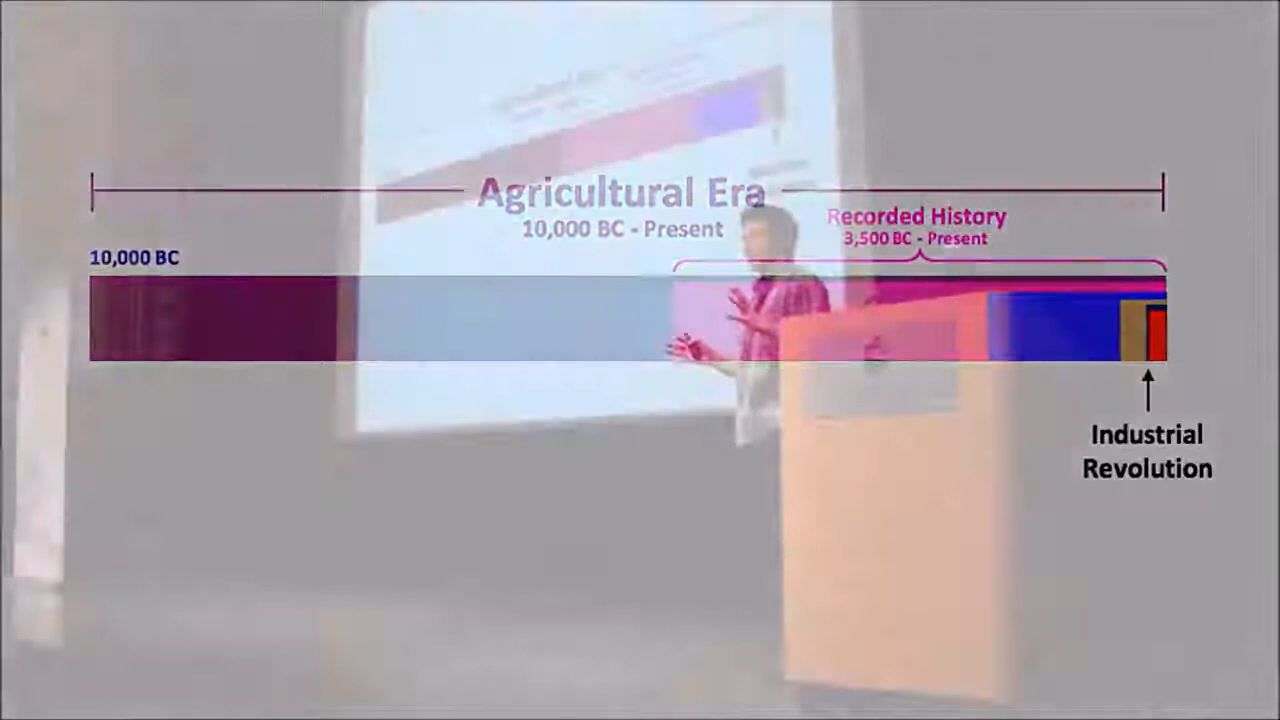 Agricultural Era
10,000 BC - Present
Recorded History
3,500 BC - Present
10,000 BC
Industrial
Revolution